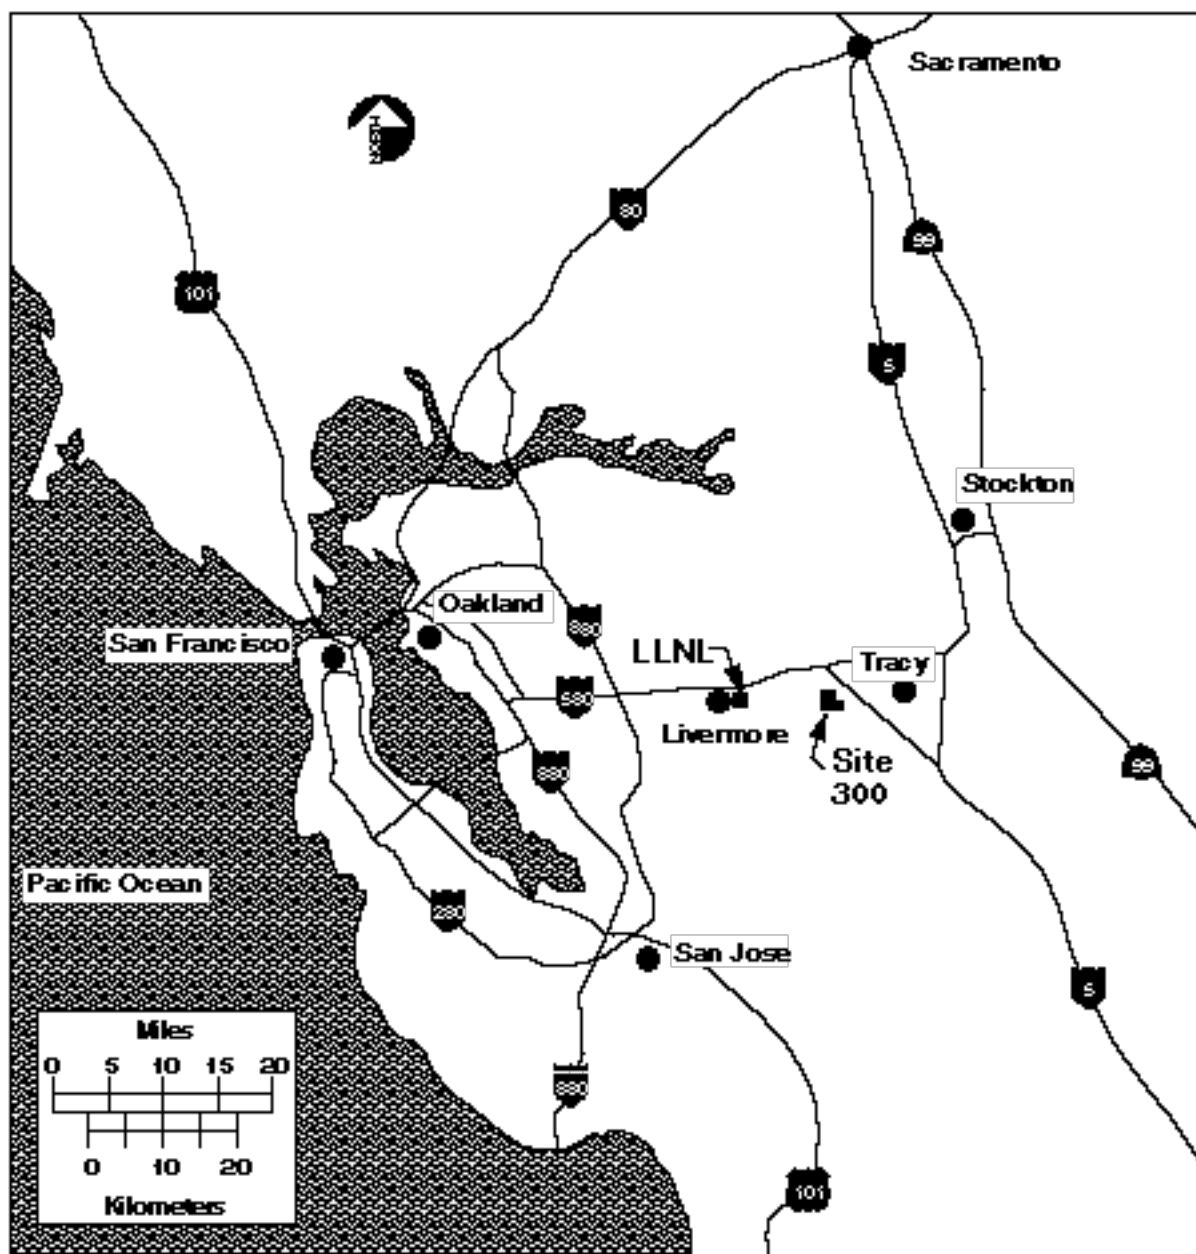 Sacramento
NORTH
80
99
101
5
Stockton
Oakland
San Francisco
680
LLNL
Tracy
580
Livermore
Site
300
880
99
Pacific Ocean
280
San Jose
5
Miles
0 5 10 15 20
0 10 20
Kilometers
101